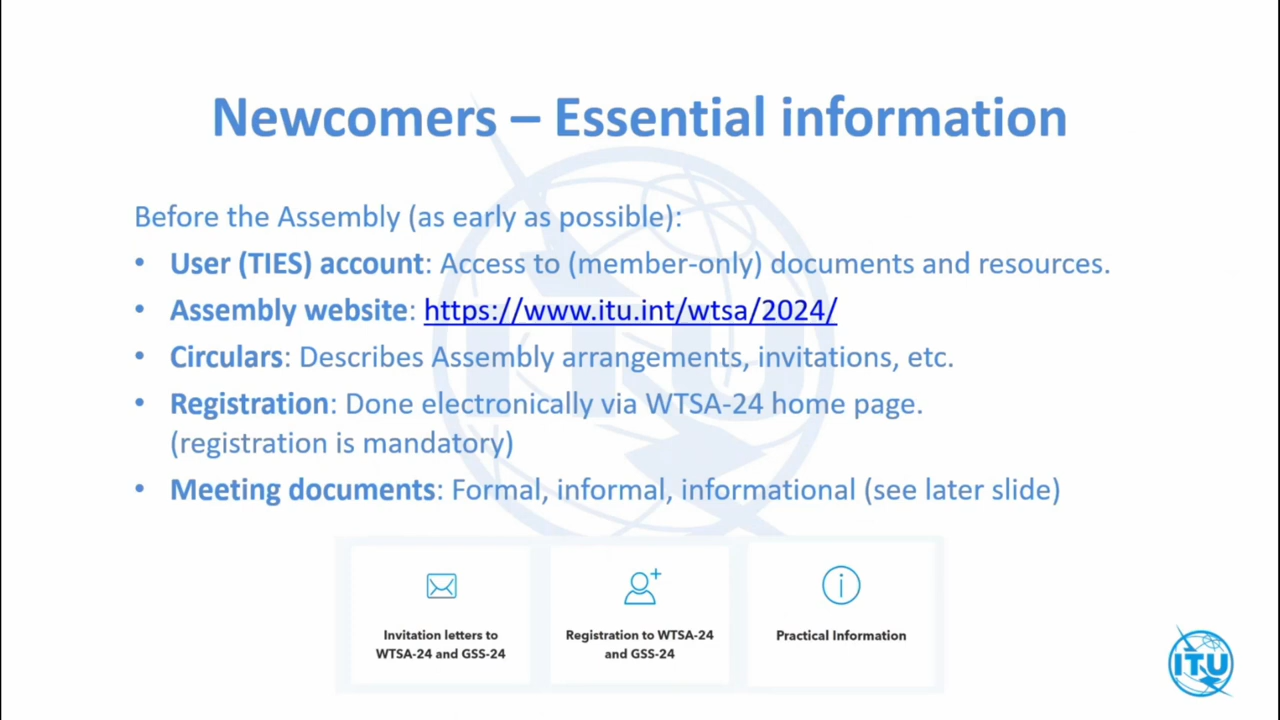 Newcomers – Essential information
Before the Assembly (as early as possible):
• User (TIES) account: Access to (member-only) documents and resources.
• Assembly website: https://www.itu.int/wtsa/2024/
• Circulars: Describes Assembly arrangements, invitations, etc.
• Registration: Done electronically via WTSA-24 home page.
(registration is mandatory)
• Meeting documents: Formal, informal, informational (see later slide)
Invitation letters to
WTSA-24 and GSS-24
Registration to WTSA-24
and GSS-24
Practical Information
ITU
ITU